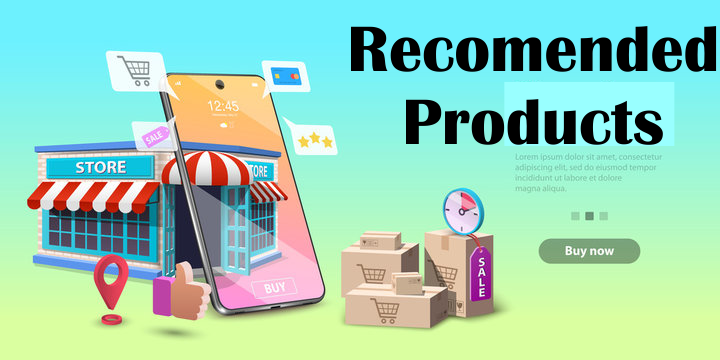 Recomended
Products
Lorem ipsum dolor sit amet, consectetur
adipiscing elit, sed do eiusmod tempor
incididunt ut labore et dolore
magna aliqua.
Buy now
12:45
SALE
STORE
STORE
BUY
SALE